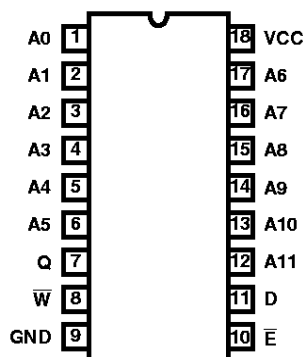 A0 1 18 VCC
A1 2 17 A6
A2 3 16 A7
A3 4 15 A8
A4 5 14 A9
A5 6 13 A10
Q 7 12 A11
W̅ 8 11 D
GND 9 10 E̅